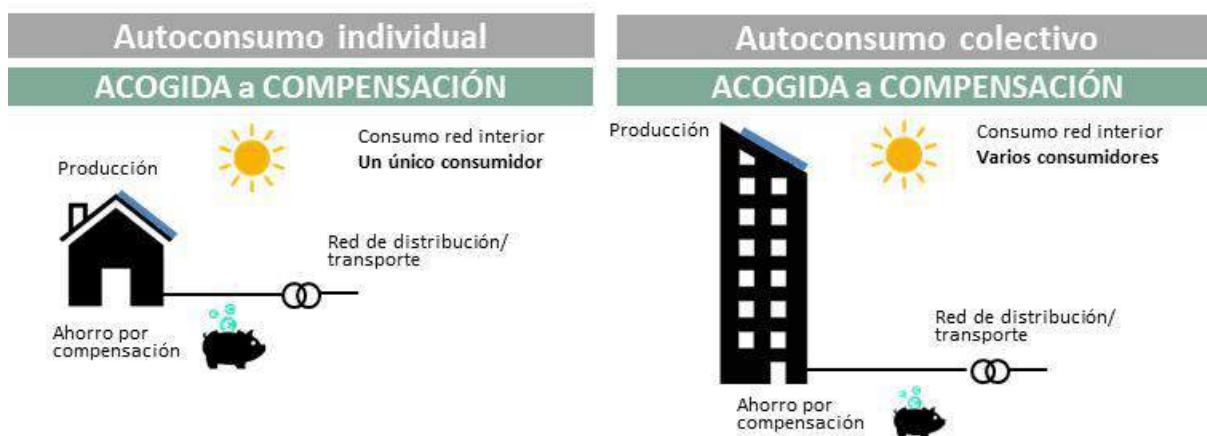 Autoconsumo individual
ACOGIDA a COMPENSACIÓN
Consumo red interior
Un único consumidor
Producción
Red de distribución/
transporte
Ahorro por
compensación
Autoconsumo colectivo
ACOGIDA a COMPENSACIÓN
Producción
Consumo red interior
Varios consumidores
Red de distribución/
transporte
Ahorro por
compensación